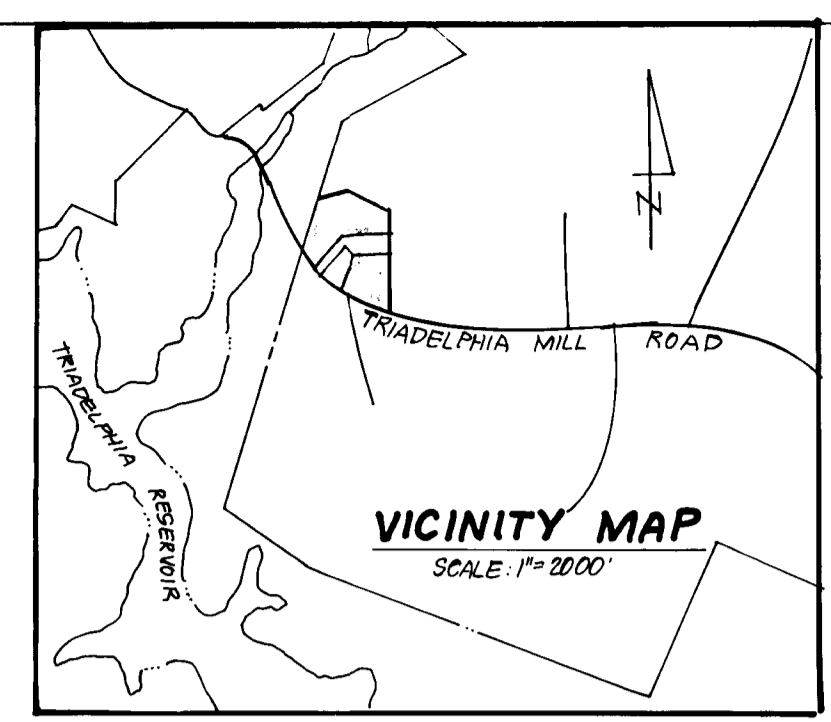 N
TRIADELPHIA MILL ROAD
TRIADELPHIA RESERVOIR
VICINITY MAP
SCALE: 1"= 2000'